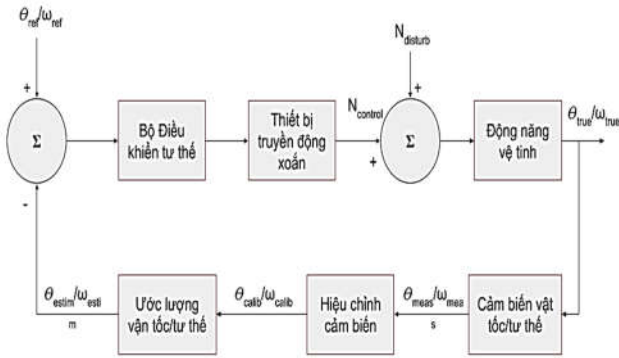 θref/ωref
Ndisturb
+
+
Σ
Bộ Điều
khiển tư thế
Thiết bị
truyền động
xoắn
Ncontrol
+
Σ
Động năng
vệ tinh
θtrue/ωtrue
-
θestim/ωesti
m
Ước lượng
vận tốc/tư thế
θcalib/ωcalib
Hiệu chỉnh
cảm biến
θmeas/ωmea
s
Cảm biến vật
tốc/tư thế